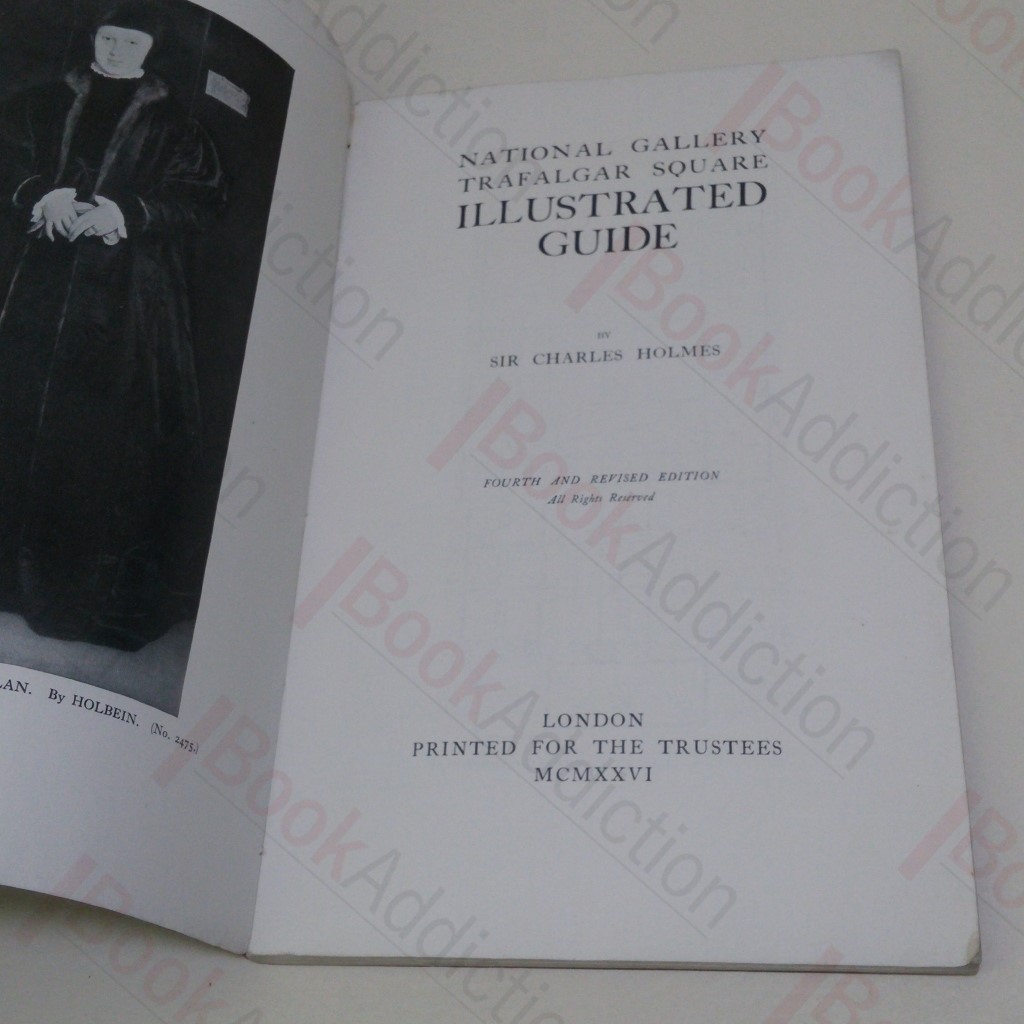 LAN. By HOLBEIN. (No. 2475.)
NATIONAL GALLERY
TRAFALGAR SQUARE
ILLUSTRATED
GUIDE
BY
SIR CHARLES HOLMES
FOURTH AND REVISED EDITION
All Rights Reserved
LONDON
PRINTED FOR THE TRUSTEES
MCMXXVI
BookAddiction